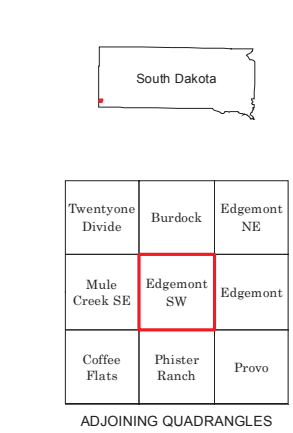 South Dakota
Twentyone
Divide
Burdock
Edgemont
NE
Mule
Creek SE
Edgemont
SW
Edgemont
Coffee
Flats
Phister
Ranch
Provo
ADJOINING QUADRANGLES